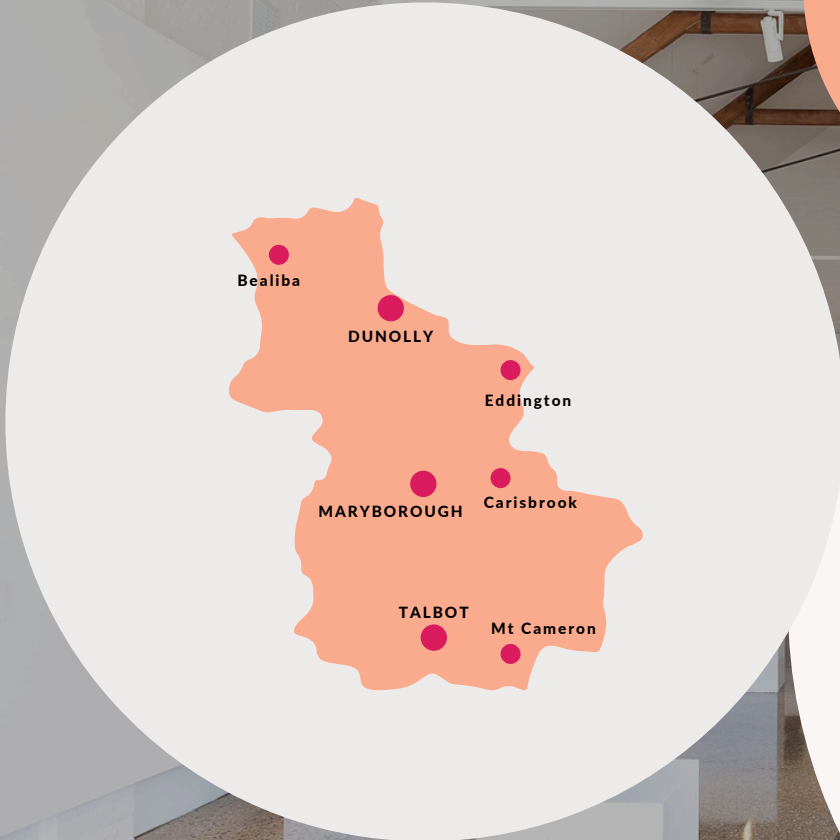 Bealiba
DUNOLLY
Eddington
MARYBOROUGH
Carisbrook
TALBOT
Mt Cameron